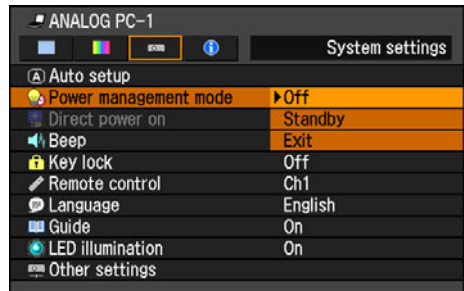 ANALOG PC-1
System settings
A Auto setup
Power management mode Off
Direct power on Standby
Beep Exit
Key lock Off
Remote control Ch1
Language English
Guide On
LED illumination On
Other settings